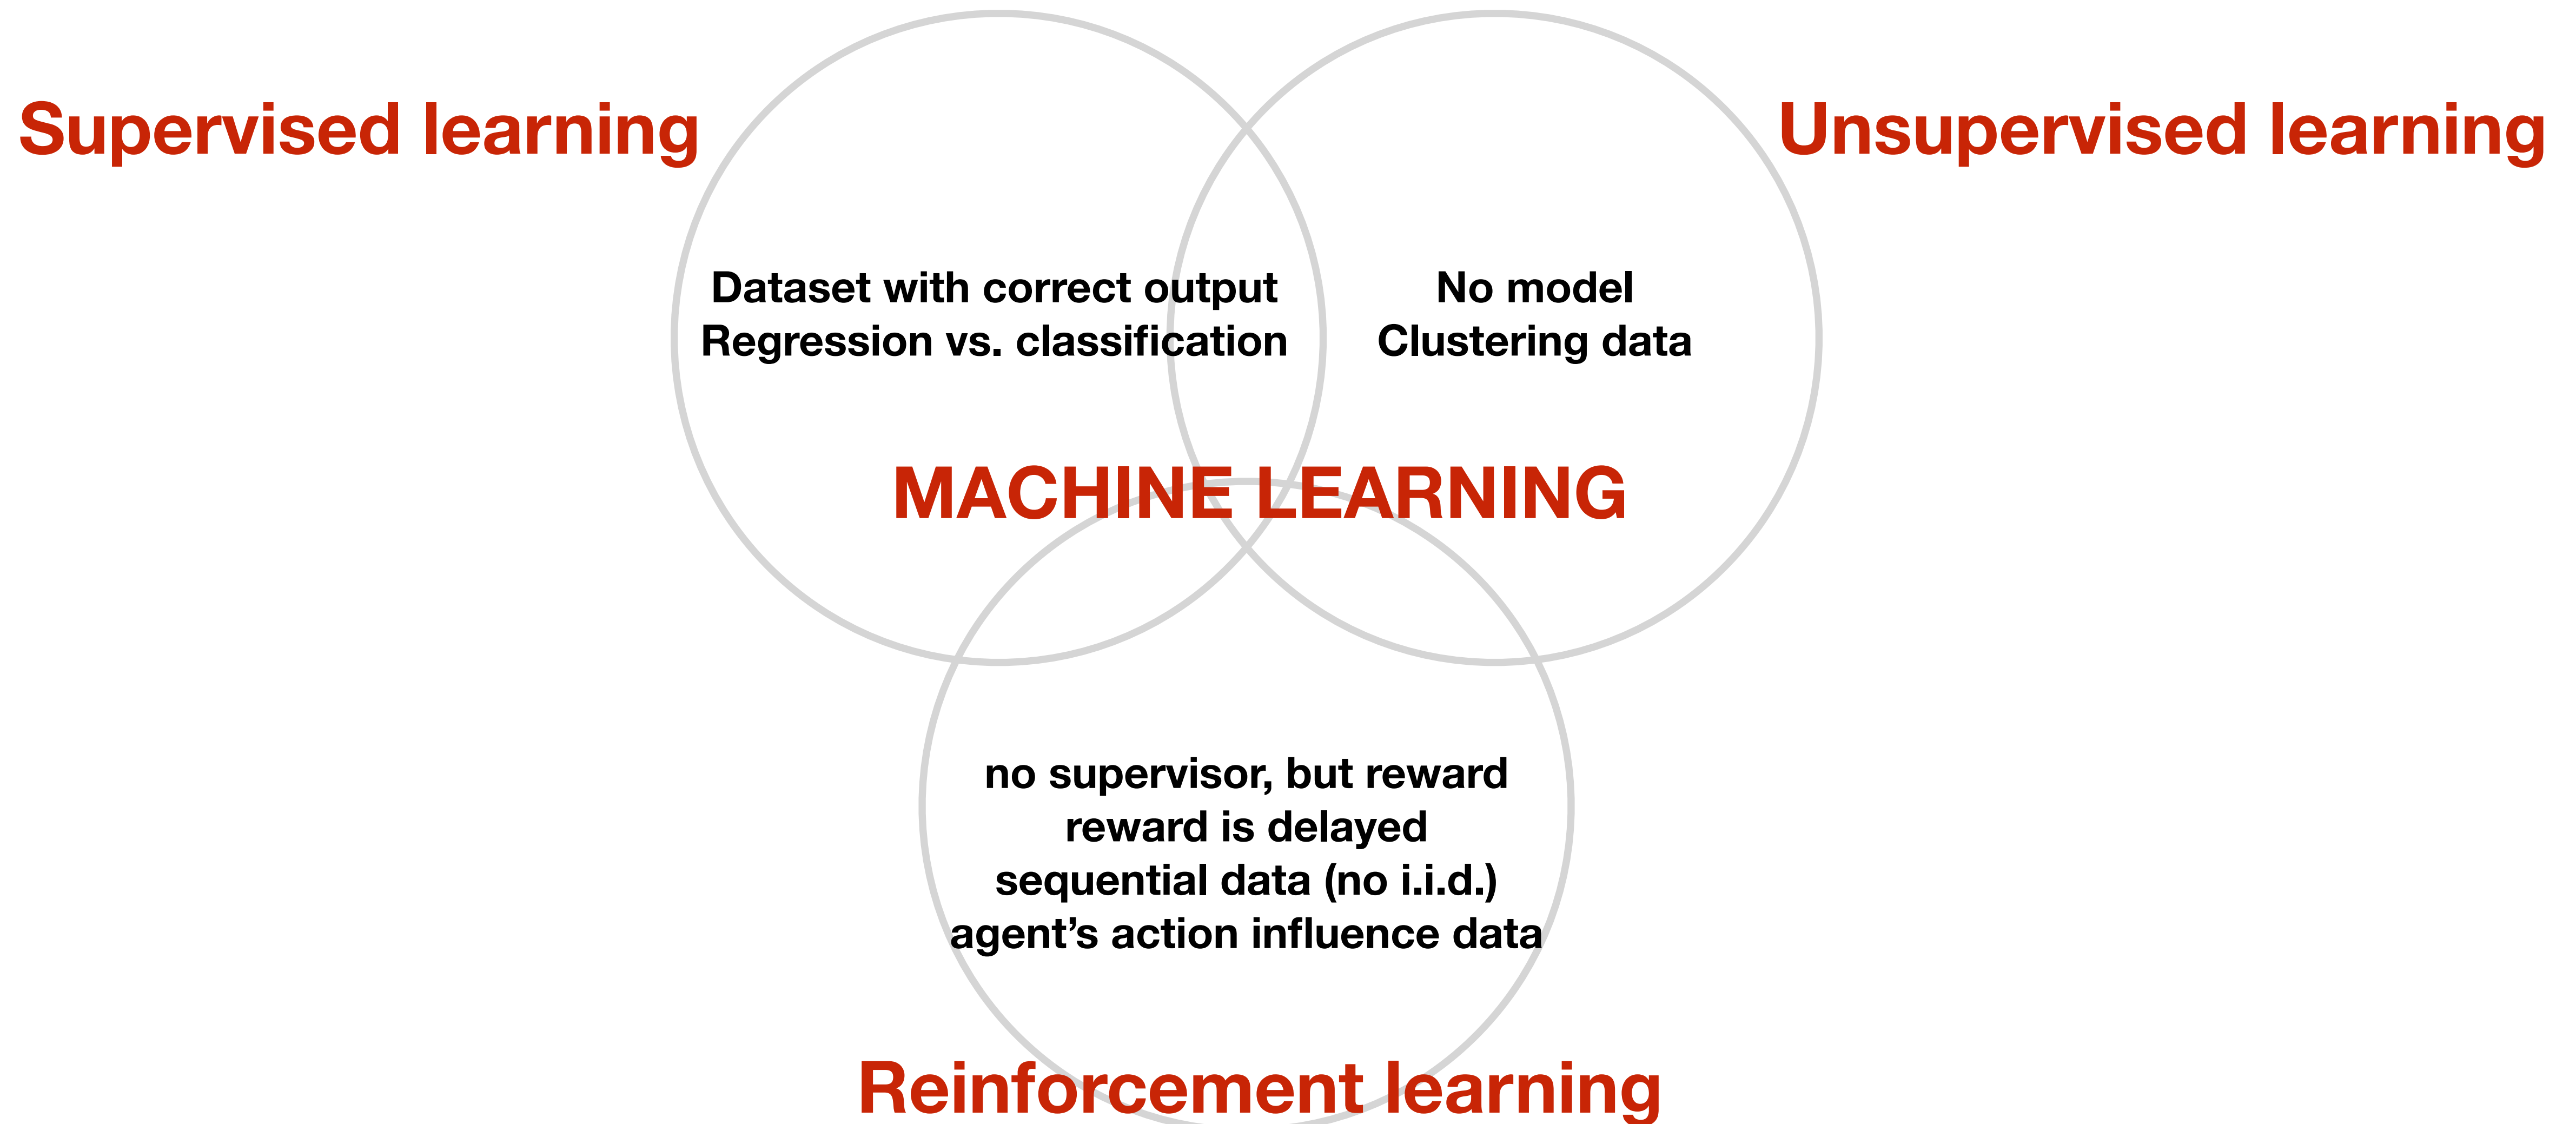 Supervised learning
Unsupervised learning
Dataset with correct output
Regression vs. classification
No model
Clustering data
MACHINE LEARNING
no supervisor, but reward
reward is delayed
sequential data (no i.i.d.)
agent’s action influence data
Reinforcement learning